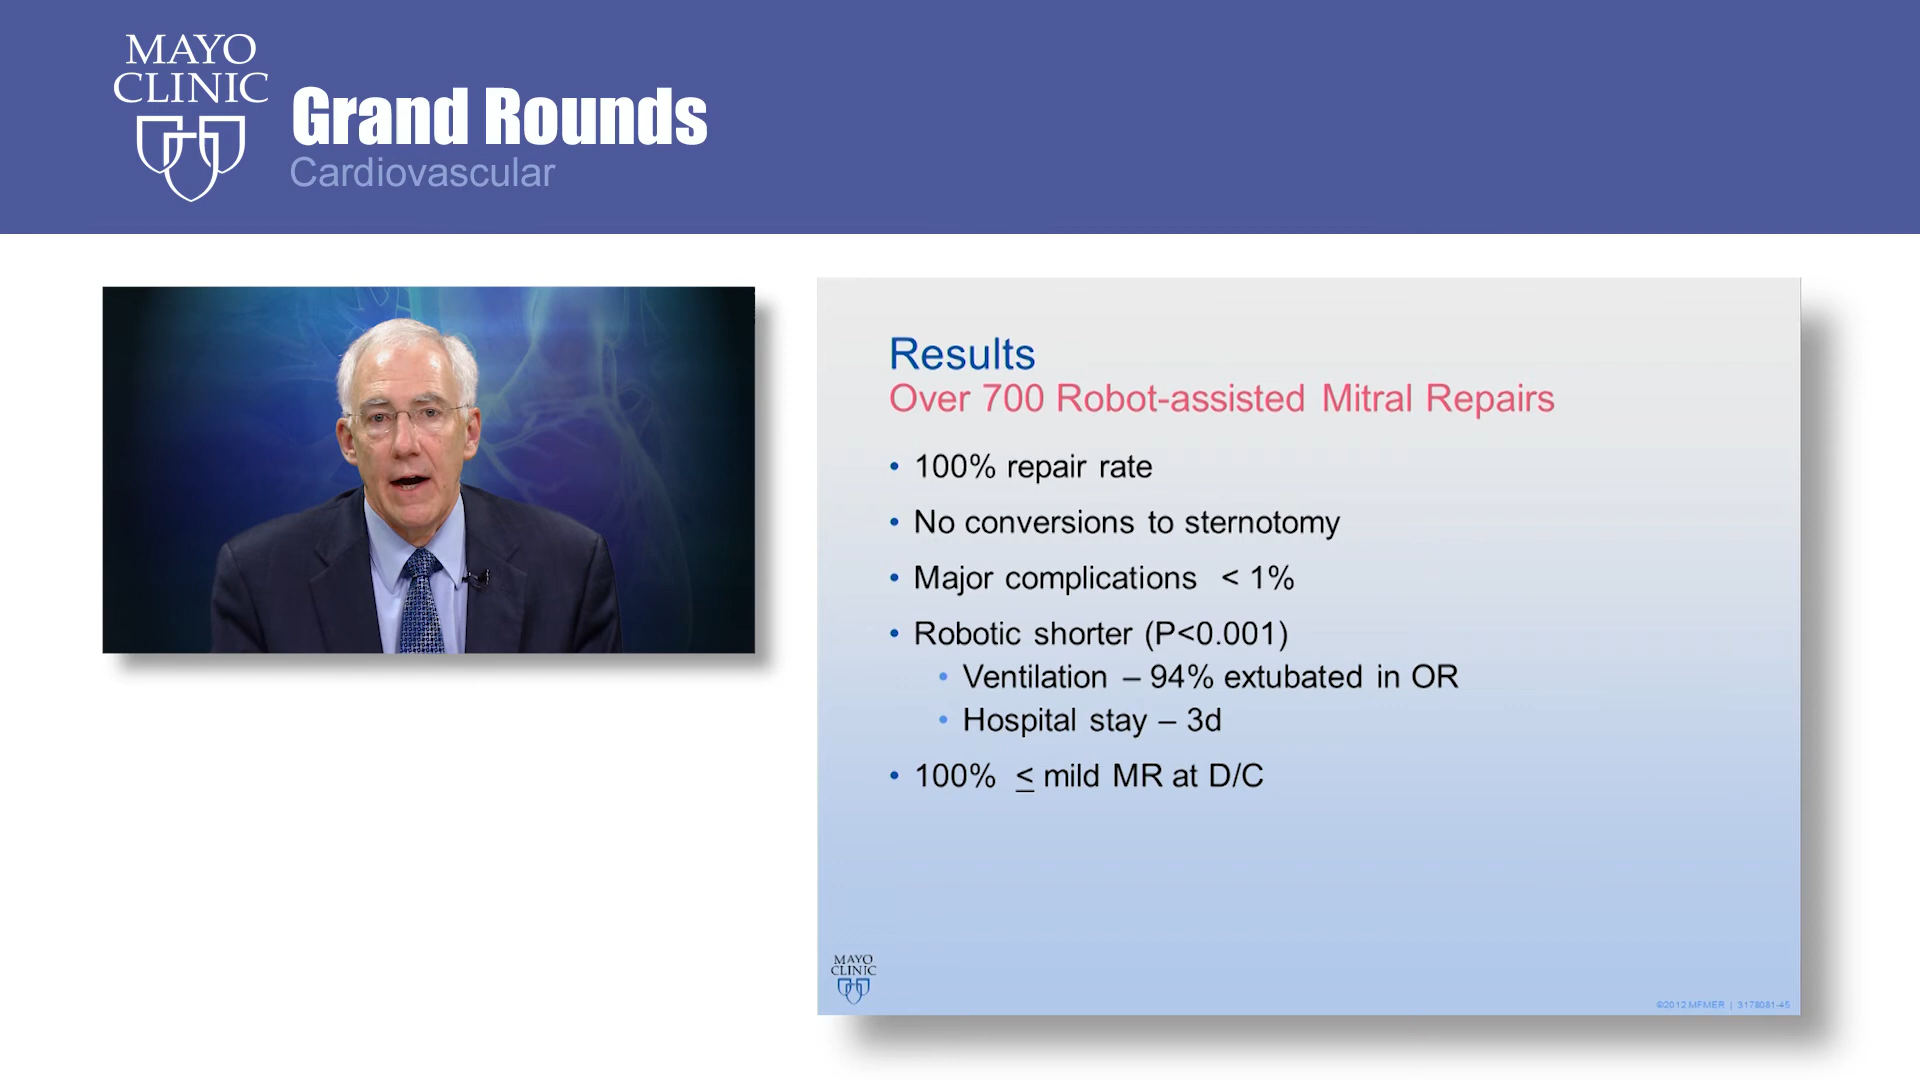 MAYO
CLINIC
Grand Rounds
Cardiovascular
Results
Over 700 Robot-assisted Mitral Repairs
• 100% repair rate
• No conversions to sternotomy
• Major complications < 1%
• Robotic shorter (P<0.001)
• Ventilation – 94% extubated in OR
• Hospital stay – 3d
• 100% ≤ mild MR at D/C
MAYO
CLINIC
©2012 MFMER | 3178081-45